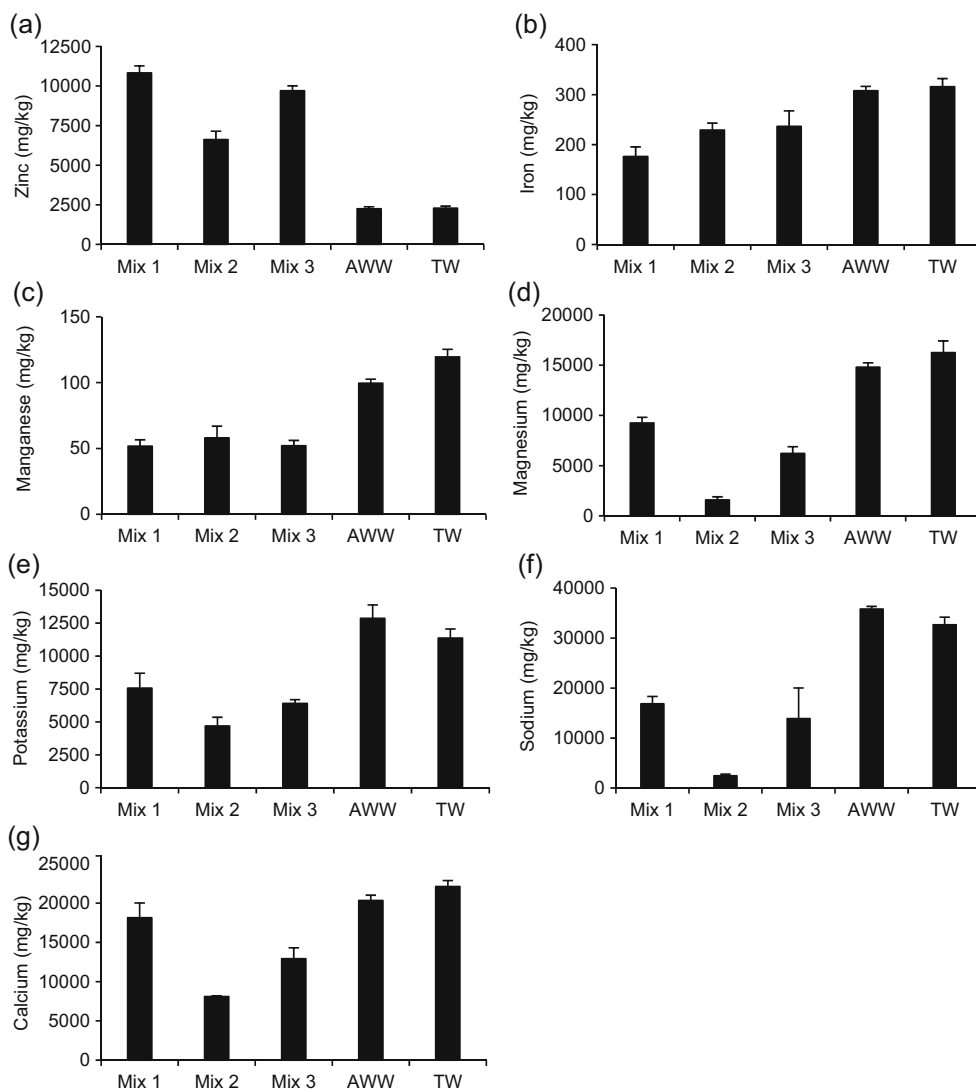 (a)
12500
10000
7500
5000
2500
0
Zinc (mg/kg)
Mix 1 Mix 2 Mix 3 AWW TW
(b)
400
300
200
100
0
Iron (mg/kg)
Mix 1 Mix 2 Mix 3 AWW TW
(c)
150
100
50
0
Manganese (mg/kg)
Mix 1 Mix 2 Mix 3 AWW TW
(d)
20000
15000
10000
5000
0
Magnesium (mg/kg)
Mix 1 Mix 2 Mix 3 AWW TW
(e)
15000
12500
10000
7500
5000
2500
0
Potassium (mg/kg)
Mix 1 Mix 2 Mix 3 AWW TW
(f)
40000
30000
20000
10000
0
Sodium (mg/kg)
Mix 1 Mix 2 Mix 3 AWW TW
(g)
25000
20000
15000
10000
5000
0
Calcium (mg/kg)
Mix 1 Mix 2 Mix 3 AWW TW